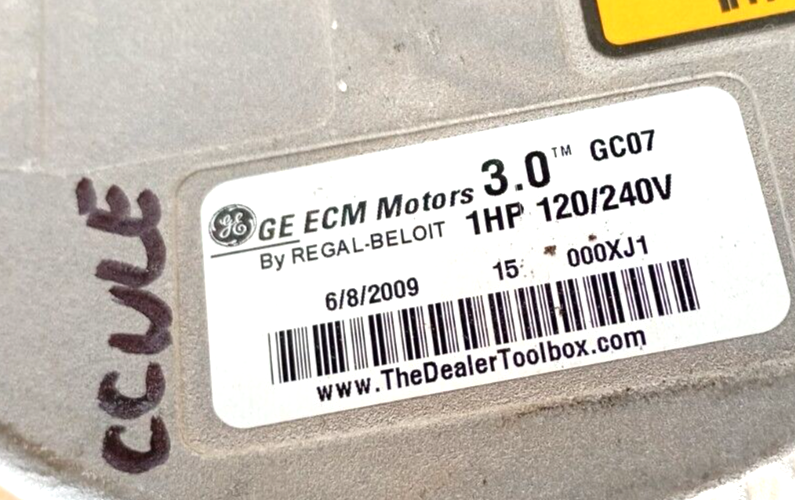 GE ECM Motors 3.0™ GC07
By REGAL-BELOIT 1HP 120/240V
6/8/2009 15 000XJ1
www.TheDealerToolbox.com
CCWLE